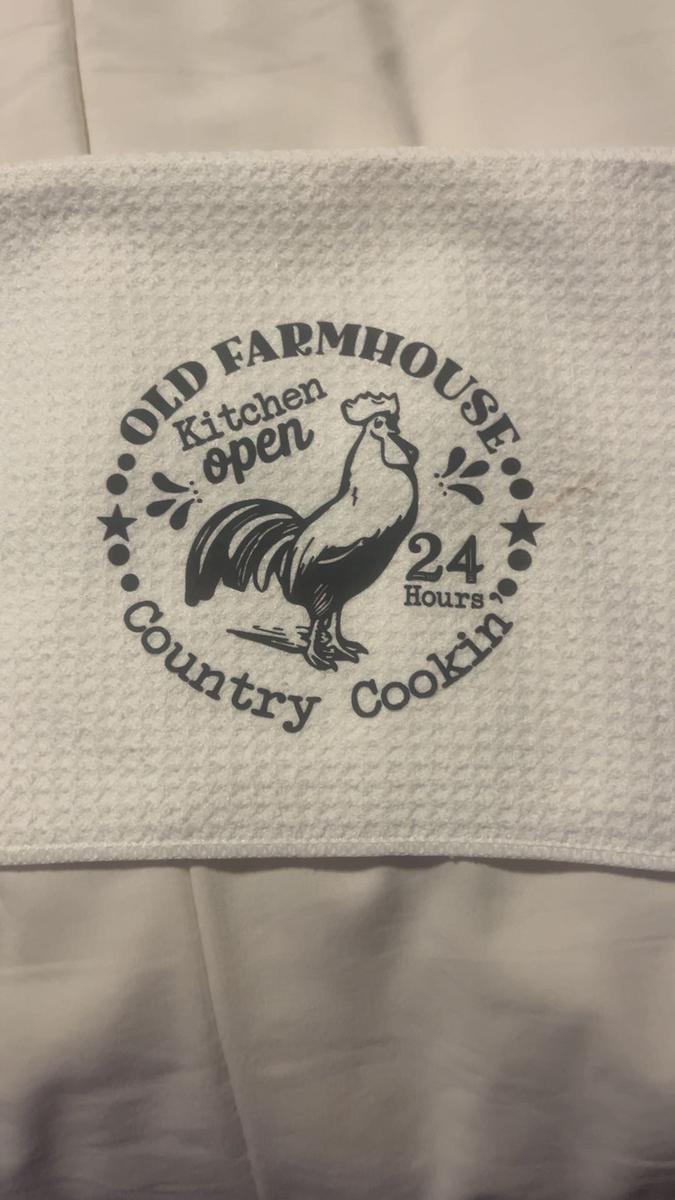 OLD FARMHOUSE
Kitchen
open
24
Hours
Country Cookin'